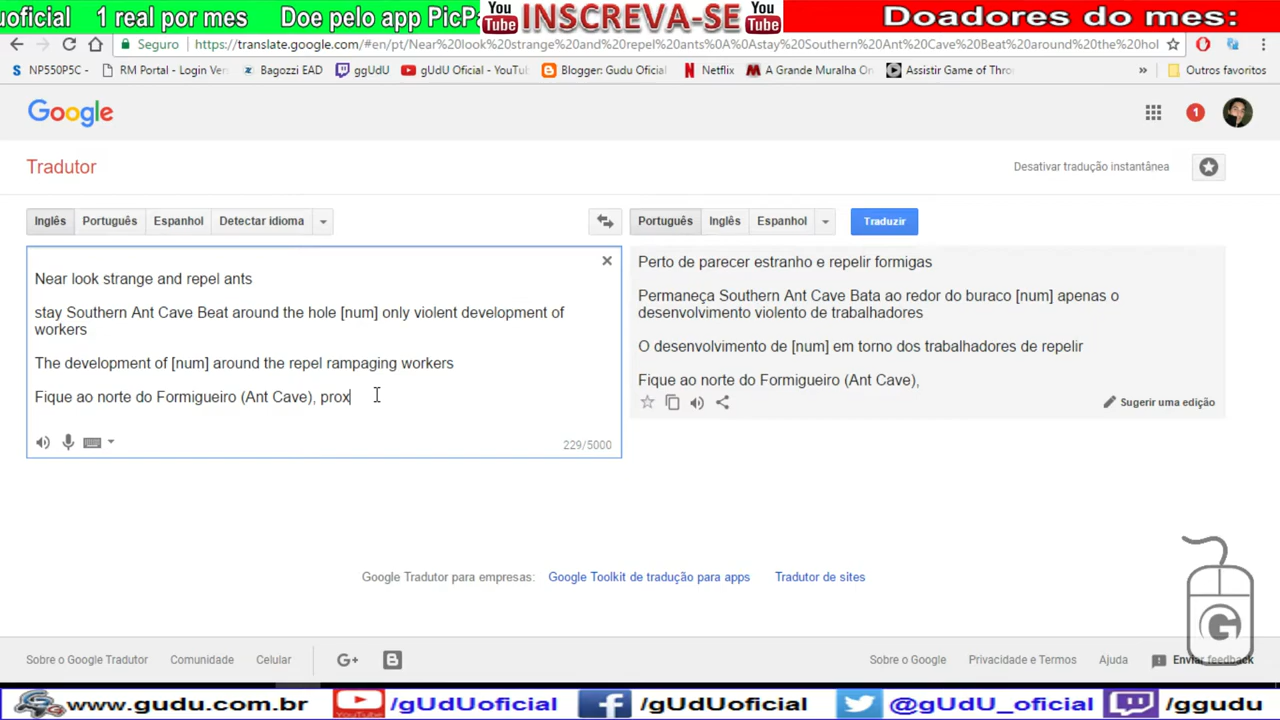 uoficial 1 real por mes Doe pelo app PicPa You Tube INSCREVA-SE You Tube Doadores do mes:
Seguro https://translate.google.com/#en/pt/Near%20look%20strange%20and%20repel%20ants%0A%0Astay%20Southern%20Ant%20Cave%20Beat%20around%20the%20hol
NP550P5C - RM Portal - Login Ver Bagozzi EAD ggUdU gUdU Oficial - YouTu Blogger: Gudu Oficial Netflix A Grande Muralha On Assistir Game of Thro » Outros favoritos
Google 1
Tradutor Desativar tradução instantânea
Inglês Português Espanhol Detectar idioma Português Inglês Espanhol Traduzir
Near look strange and repel ants
stay Southern Ant Cave Beat around the hole [num] only violent development of
workers
The development of [num] around the repel rampaging workers
Fique ao norte do Formigueiro (Ant Cave), prox
229/5000
Perto de parecer estranho e repelir formigas
Permaneça Southern Ant Cave Bata ao redor do buraco [num] apenas o
desenvolvimento violento de trabalhadores
O desenvolvimento de [num] em torno dos trabalhadores de repelir
Fique ao norte do Formigueiro (Ant Cave),
Sugerir uma edição
Google Tradutor para empresas: Google Toolkit de tradução para apps Tradutor de sites
Sobre o Google Tradutor Comunidade Celular G+ Sobre o Google Privacidade e Termos Ajuda Enviar feedback
www.gudu.com.br YouTube /gUdUoficial /gUdUoficial @gUdU_oficial /ggudu